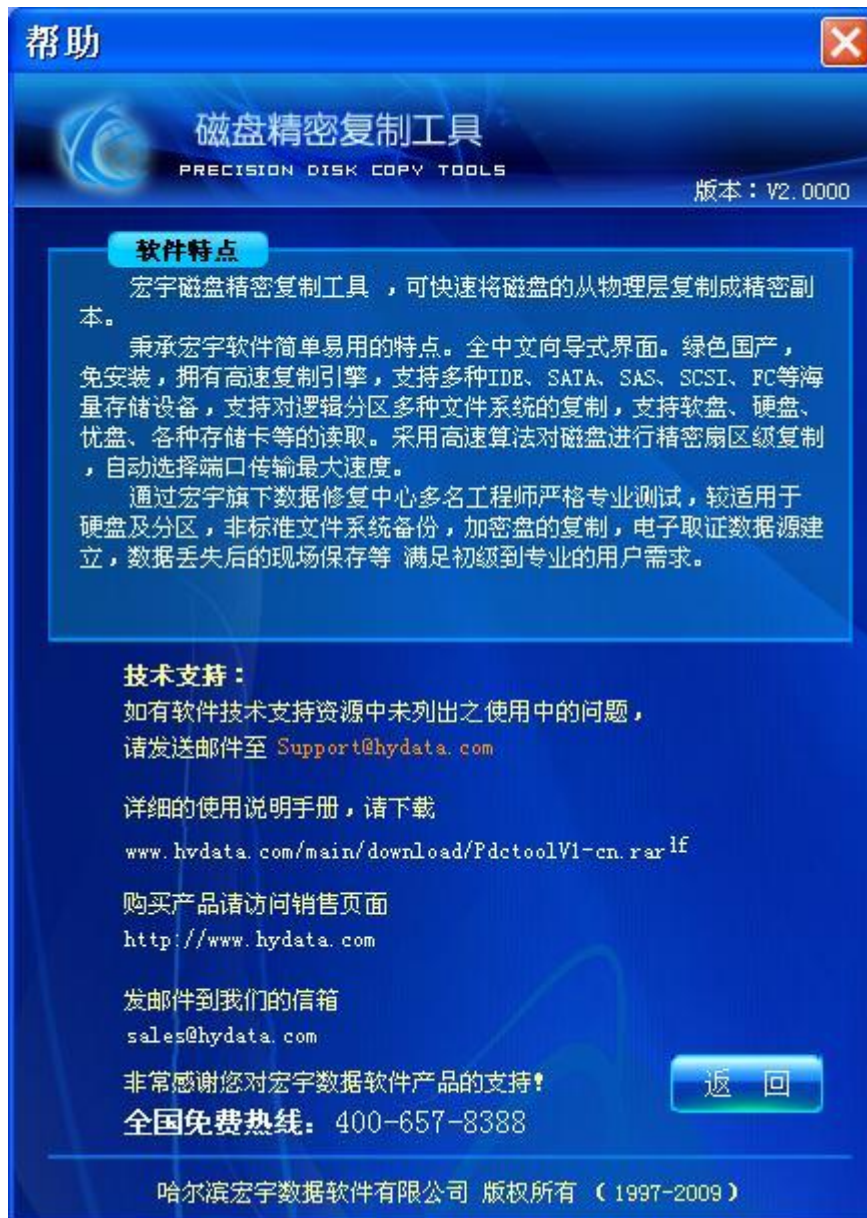 帮助
磁盘精密复制工具
PRECISION DISK COPY TOOLS
版本：V2.0000
软件特点
宏宇磁盘精密复制工具 ，可快速将磁盘的从物理层复制成精密副
本。
秉承宏宇软件简单易用的特点。全中文向导式界面。绿色国产，
免安装，拥有高速复制引擎，支持多种IDE、SATA、SAS、SCSI、FC等海
量存储设备，支持对逻辑分区多种文件系统的复制，支持软盘、硬盘、
优盘、各种存储卡等的读取。采用高速算法对磁盘进行精密扇区级复制
，自动选择端口传输最大速度。
通过宏宇旗下数据修复中心多名工程师严格专业测试，较适用于
硬盘及分区，非标准文件系统备份，加密盘的复制，电子取证数据源建
立，数据丢失后的现场保存等 满足初级到专业的用户需求。
技术支持：
如有软件技术支持资源中未列出之使用中的问题，
请发送邮件至 Support@hydata.com
详细的使用说明手册，请下载
www.hvdata.com/main/download/PdctoolV1-cn.rar lf
购买产品请访问销售页面
http://www.hydata.com
发邮件到我们的信箱
sales@hydata.com
非常感谢您对宏宇数据软件产品的支持！
返 回
全国免费热线：400-657-8388
哈尔滨宏宇数据软件有限公司 版权所有 （1997-2009）